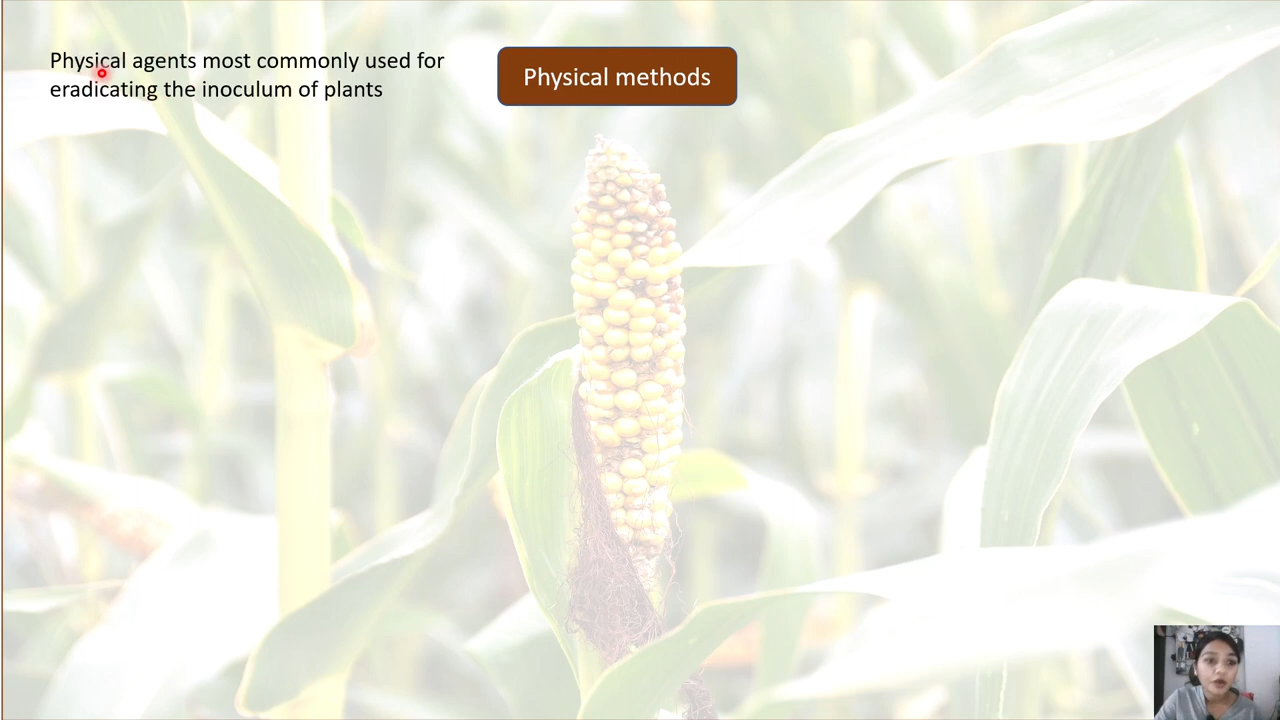 Physical agents most commonly used for
eradicating the inoculum of plants
Physical methods